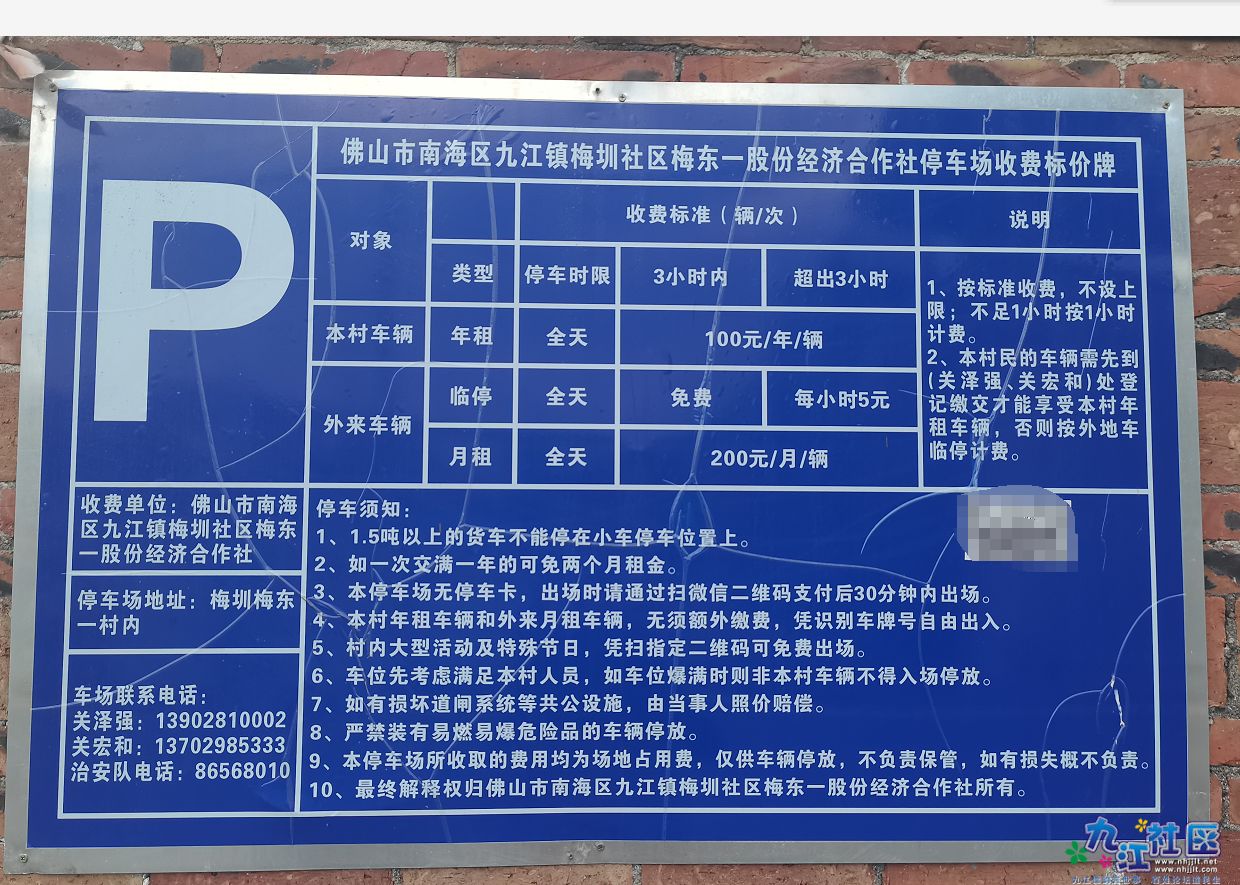 P
佛山市南海区九江镇梅圳社区梅东一股份经济合作社停车场收费标价牌
对象
收费标准（辆/次）
说明
类型
停车时限
3小时内
超出3小时
本村车辆
年租
全天
100元/年/辆
外来车辆
临停
全天
免费
每小时5元
月租
全天
200元/月/辆
1、按标准收费，不设上
限；不足1小时按1小时
计费。
2、本村民的车辆需先到
(关泽强、关宏和)处登
记缴交才能享受本村年
租车辆，否则按外地车
临停计费。
收费单位：佛山市南海
区九江镇梅圳社区梅东
一股份经济合作社
停车场地址：梅圳梅东
一村内
车场联系电话：
关泽强：13902810002
关宏和：13702985333
治安队电话：86568010
停车须知：
1、1.5吨以上的货车不能停在小车停车位置上。
2、如一次交满一年的可免两个月租金。
3、本停车场无停车卡，出场时请通过扫微信二维码支付后30分钟内出场。
4、本村年租车辆和外来月租车辆，无须额外缴费，凭识别车牌号自由出入。
5、村内大型活动及特殊节日，凭扫指定二维码可免费出场。
6、车位先考虑满足本村人员，如车位爆满时则非本村车辆不得入场停放。
7、如有损坏道闸系统等共公设施，由当事人照价赔偿。
8、严禁装有易燃易爆危险品的车辆停放。
9、本停车场所收取的费用均为场地占用费，仅供车辆停放，不负责保管，如有损失概不负责。
10、最终解释权归佛山市南海区九江镇梅圳社区梅东一股份经济合作社所有。
九江社区
www.nhjjlt.net
www.nhjjlt.com